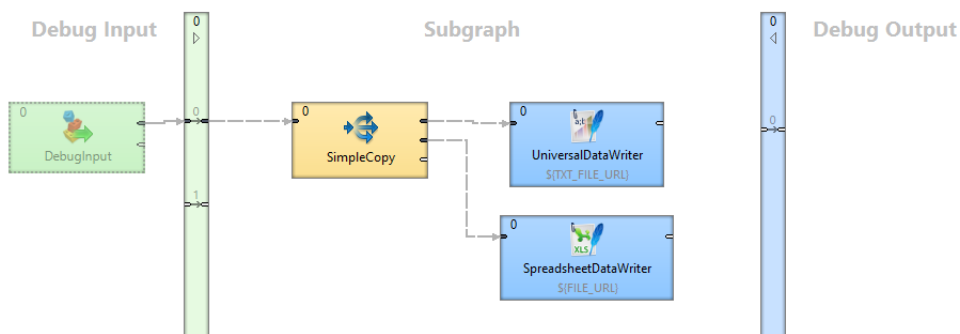 Debug Input
0
Subgraph
0
Debug Output
0
DebugInput
0
1
0
SimpleCopy
0
a;b
UniversalDataWriter
${TXT_FILE_URL}
0
XLS
SpreadsheetDataWriter
${FILE_URL}
0